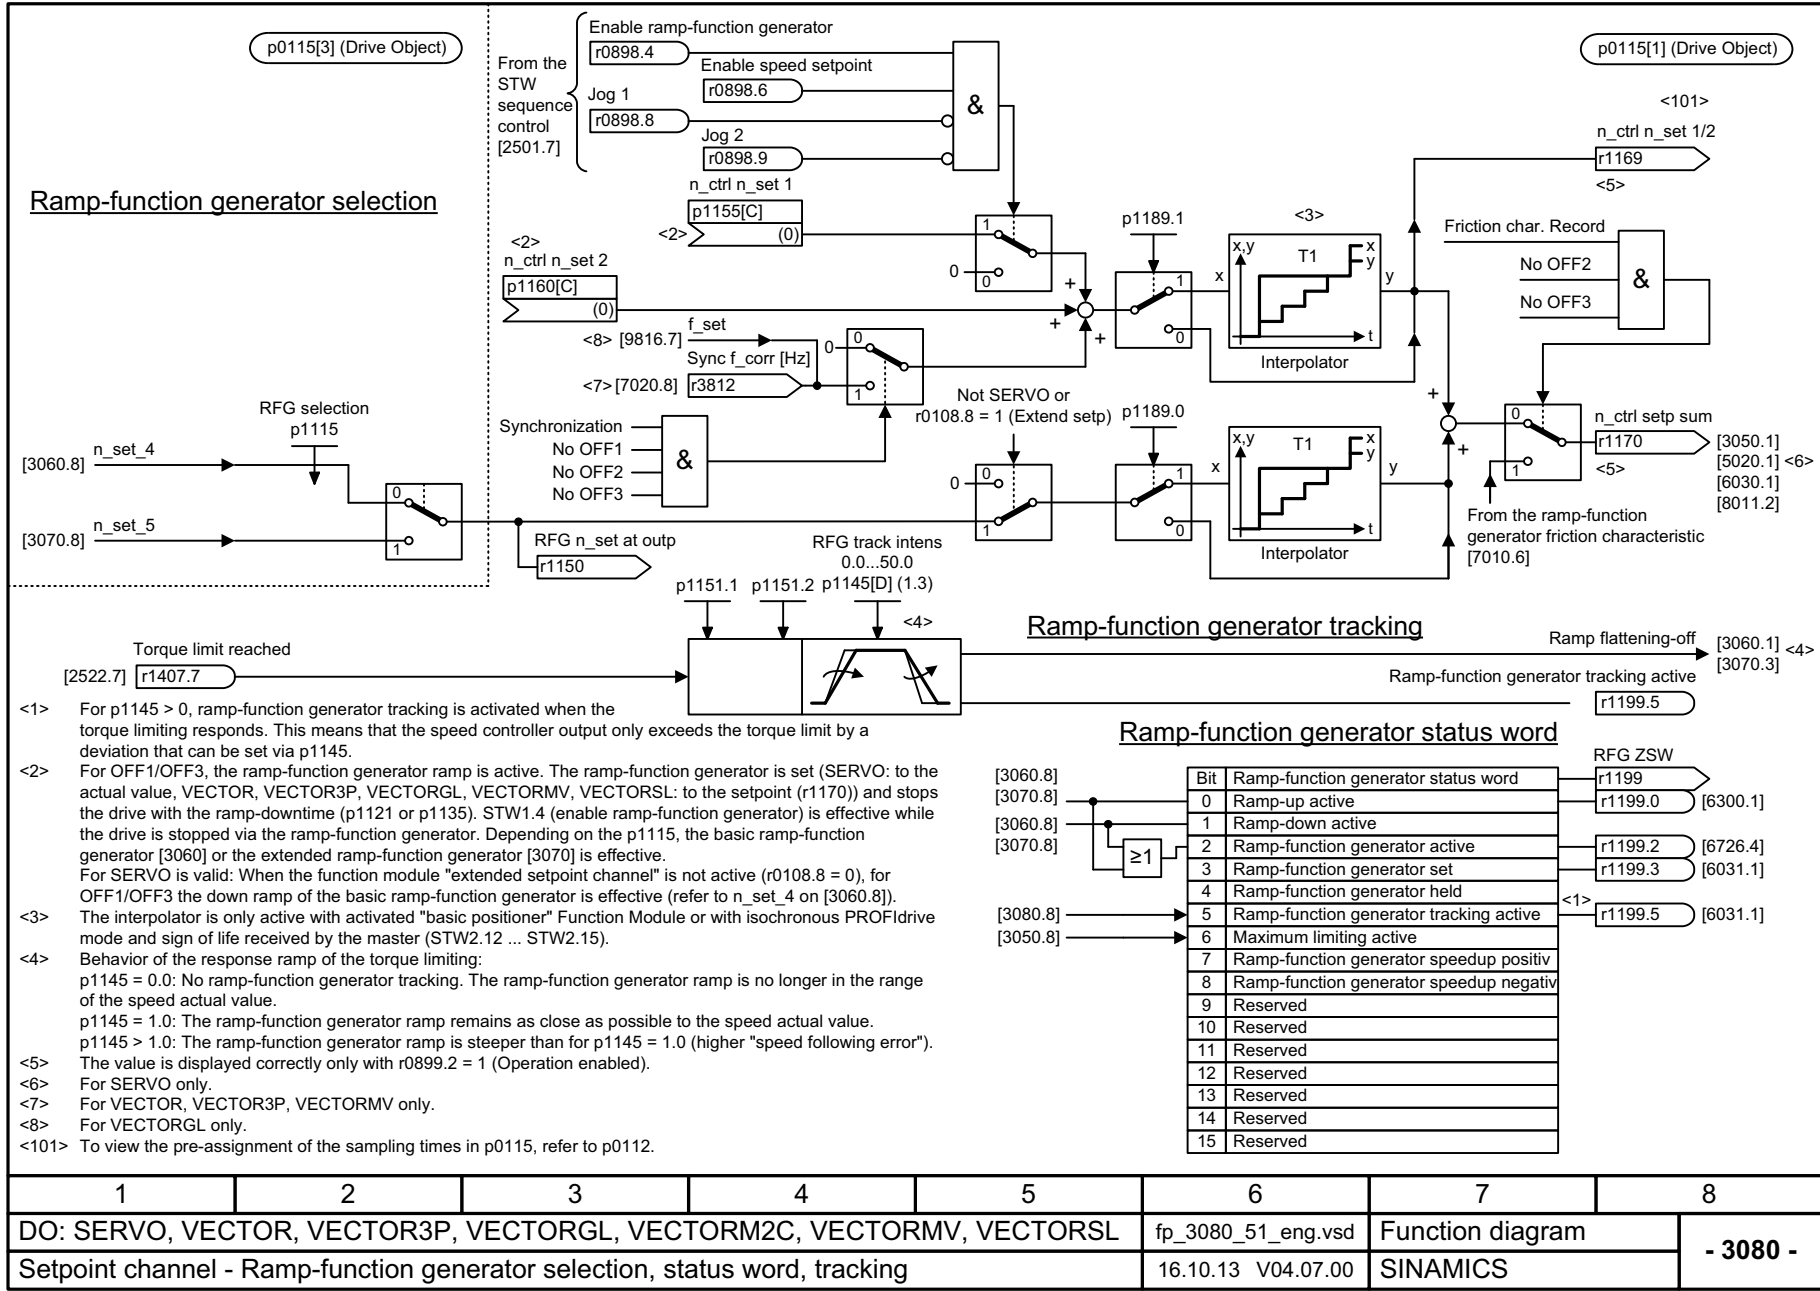 p0115[3] (Drive Object)
Ramp-function generator selection
From the
STW
sequence
control
[2501.7]
Enable ramp-function generator
r0898.4
Enable speed setpoint
r0898.6
Jog 1
r0898.8
Jog 2
r0898.9
&
p0115[1] (Drive Object)
<101>
n_ctrl n_set 1/2
r1169
<5>
n_ctrl n_set 1
p1155[C]
<2>
(0)
1
0
0
<2>
n_ctrl n_set 2
p1160[C]
(0)
+
+
+
p1189.1
1
0
x
<3>
x,y
T1
x
y
t
y
Interpolator
Friction char. Record
No OFF2
No OFF3
&
f_set
<8> [9816.7]
Sync f_corr [Hz]
<7> [7020.8]
r3812
0
0
1
Synchronization
No OFF1
No OFF2
No OFF3
&
Not SERVO or
r0108.8 = 1 (Extend setp)
0
0
1
p1189.0
1
0
x
x,y
T1
x
y
t
y
Interpolator
+
+
0
1
n_ctrl setp sum
r1170
<5>
[3050.1]
[5020.1] <6>
[6030.1]
[8011.2]
From the ramp-function
generator friction characteristic
[7010.6]
RFG selection
p1115
[3060.8]
n_set_4
[3070.8]
n_set_5
0
1
RFG n_set at outp
r1150
RFG track intens
0.0...50.0
p1151.1
p1151.2
p1145[D] (1.3)
<4>
Ramp-function generator tracking
Torque limit reached
[2522.7]
r1407.7
Ramp flattening-off
[3060.1] <4>
[3070.3]
Ramp-function generator tracking active
r1199.5
<1> For p1145 > 0, ramp-function generator tracking is activated when the
torque limiting responds. This means that the speed controller output only exceeds the torque limit by a
deviation that can be set via p1145.
<2> For OFF1/OFF3, the ramp-function generator ramp is active. The ramp-function generator is set (SERVO: to the
actual value, VECTOR, VECTOR3P, VECTORGL, VECTORMV, VECTORSL: to the setpoint (r1170)) and stops
the drive with the ramp-downtime (p1121 or p1135). STW1.4 (enable ramp-function generator) is effective while
the drive is stopped via the ramp-function generator. Depending on the p1115, the basic ramp-function
generator [3060] or the extended ramp-function generator [3070] is effective.
For SERVO is valid: When the function module "extended setpoint channel" is not active (r0108.8 = 0), for
OFF1/OFF3 the down ramp of the basic ramp-function generator is effective (refer to n_set_4 on [3060.8]).
<3> The interpolator is only active with activated "basic positioner" Function Module or with isochronous PROFIdrive
mode and sign of life received by the master (STW2.12 ... STW2.15).
<4> Behavior of the response ramp of the torque limiting:
p1145 = 0.0: No ramp-function generator tracking. The ramp-function generator ramp is no longer in the range
of the speed actual value.
p1145 = 1.0: The ramp-function generator ramp remains as close as possible to the speed actual value.
p1145 > 1.0: The ramp-function generator ramp is steeper than for p1145 = 1.0 (higher "speed following error").
<5> The value is displayed correctly only with r0899.2 = 1 (Operation enabled).
<6> For SERVO only.
<7> For VECTOR, VECTOR3P, VECTORMV only.
<8> For VECTORGL only.
<101> To view the pre-assignment of the sampling times in p0115, refer to p0112.
Ramp-function generator status word
RFG ZSW
[3060.8]
[3070.8]
[3060.8]
[3070.8]
≥1
[3080.8]
[3050.8]
Bit Ramp-function generator status word r1199
0 Ramp-up active r1199.0 [6300.1]
1 Ramp-down active
2 Ramp-function generator active r1199.2 [6726.4]
3 Ramp-function generator set r1199.3 [6031.1]
4 Ramp-function generator held
5 Ramp-function generator tracking active <1> r1199.5 [6031.1]
6 Maximum limiting active
7 Ramp-function generator speedup positiv
8 Ramp-function generator speedup negativ
9 Reserved
10 Reserved
11 Reserved
12 Reserved
13 Reserved
14 Reserved
15 Reserved
1 2 3 4 5 6 7 8
DO: SERVO, VECTOR, VECTOR3P, VECTORGL, VECTORM2C, VECTORMV, VECTORSL
fp_3080_51_eng.vsd
Function diagram
- 3080 -
Setpoint channel - Ramp-function generator selection, status word, tracking
16.10.13 V04.07.00
SINAMICS